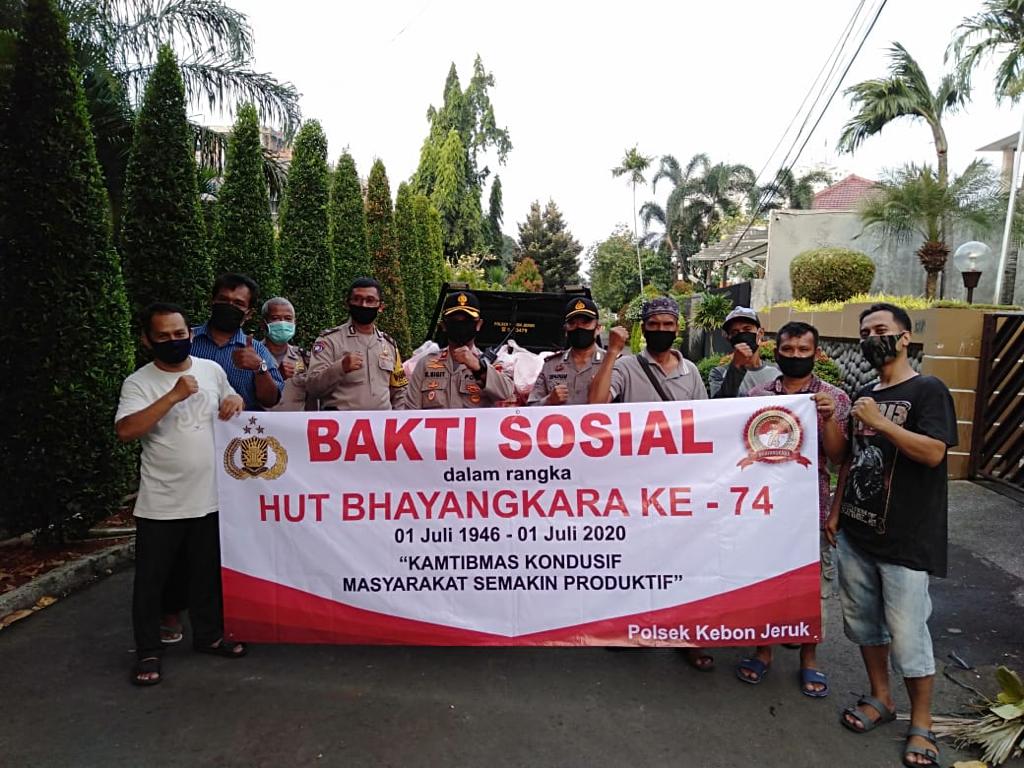 BAKTI SOSIAL
dalam rangka
HUT BHAYANGKARA KE - 74
01 Juli 1946 - 01 Juli 2020
“KAMTIBMAS KONDUSIF
MASYARAKAT SEMAKIN PRODUKTIF”
Polsek Kebon Jeruk